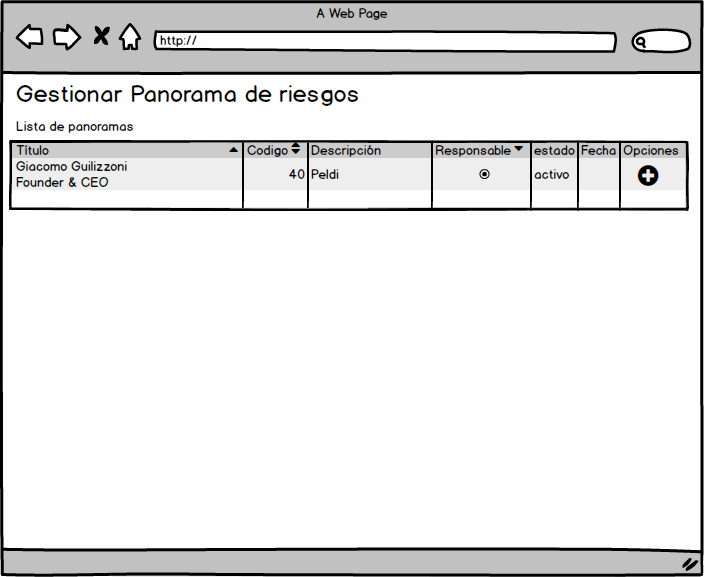 A Web Page
http://
Gestionar Panorama de riesgos
Lista de panoramas
Título Codigo Descripción Responsable estado Fecha Opciones
Giacomo Guilizzoni
Founder & CEO
40 Peldi activo